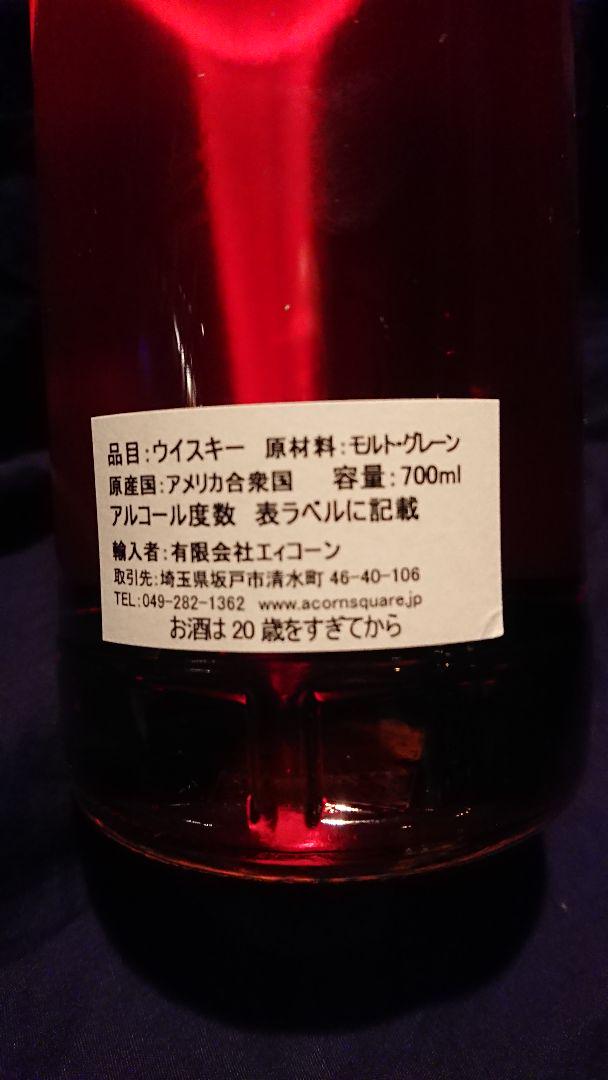 品目:ウイスキー 原材料:モルト・グレーン
原産国:アメリカ合衆国 容量:700ml
アルコール度数 表ラベルに記載
輸入者:有限会社エィコーン
取引先:埼玉県坂戸市清水町 46-40-106
TEL:049-282-1362 www.acornsquare.jp
お酒は20歳をすぎてから